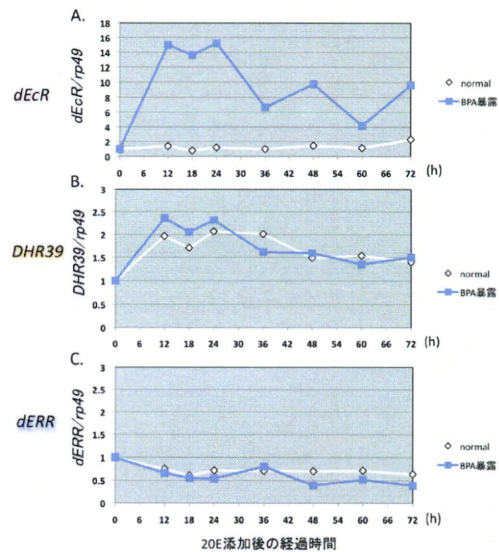 A.
dEcR
dEcR/rp49
18
16
14
12
10
8
6
4
2
0
0 6 12 18 24 30 36 42 48 54 60 66 72 (h)
normal
BPA暴露
B.
DHR39
DHR39/rp49
3
2.5
2
1.5
1
0.5
0
0 6 12 18 24 30 36 42 48 54 60 66 72 (h)
normal
BPA暴露
C.
dERR
dERR/rp49
3
2.5
2
1.5
1
0.5
0
0 6 12 18 24 30 36 42 48 54 60 66 72 (h)
normal
BPA暴露
20E添加後の経過時間